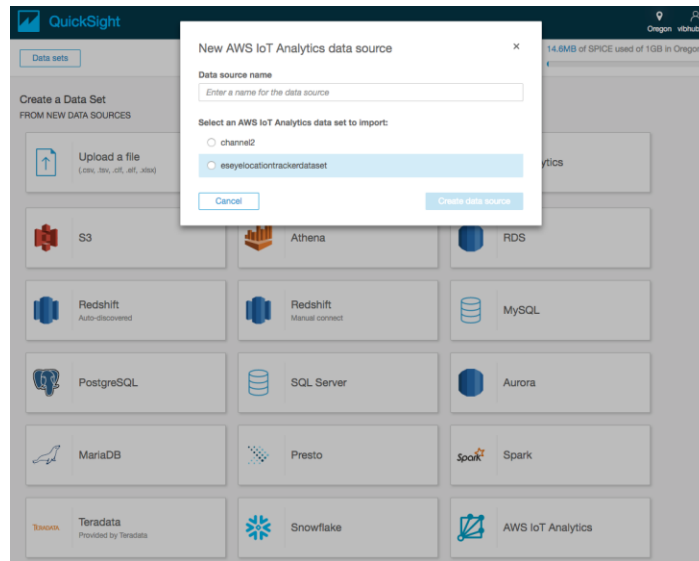 QuickSight
Oregon
vibhub
Data sets
14.6MB of SPICE used of 1GB in Oregon
New AWS IoT Analytics data source
×
Data source name
Enter a name for the data source
Select an AWS IoT Analytics data set to import:
channel2
eseyelocationtrackerdataset
Cancel
Create data source
Create a Data Set
FROM NEW DATA SOURCES
Upload a file
(.csv, .tsv, .clf, .elf, .xlsx)
ytics
S3
Athena
RDS
Redshift
Auto-discovered
Redshift
Manual connect
MySQL
PostgreSQL
SQL Server
Aurora
MariaDB
Presto
Spark
Spark
TERADATA
Teradata
Provided by Teradata
Snowflake
AWS IoT Analytics